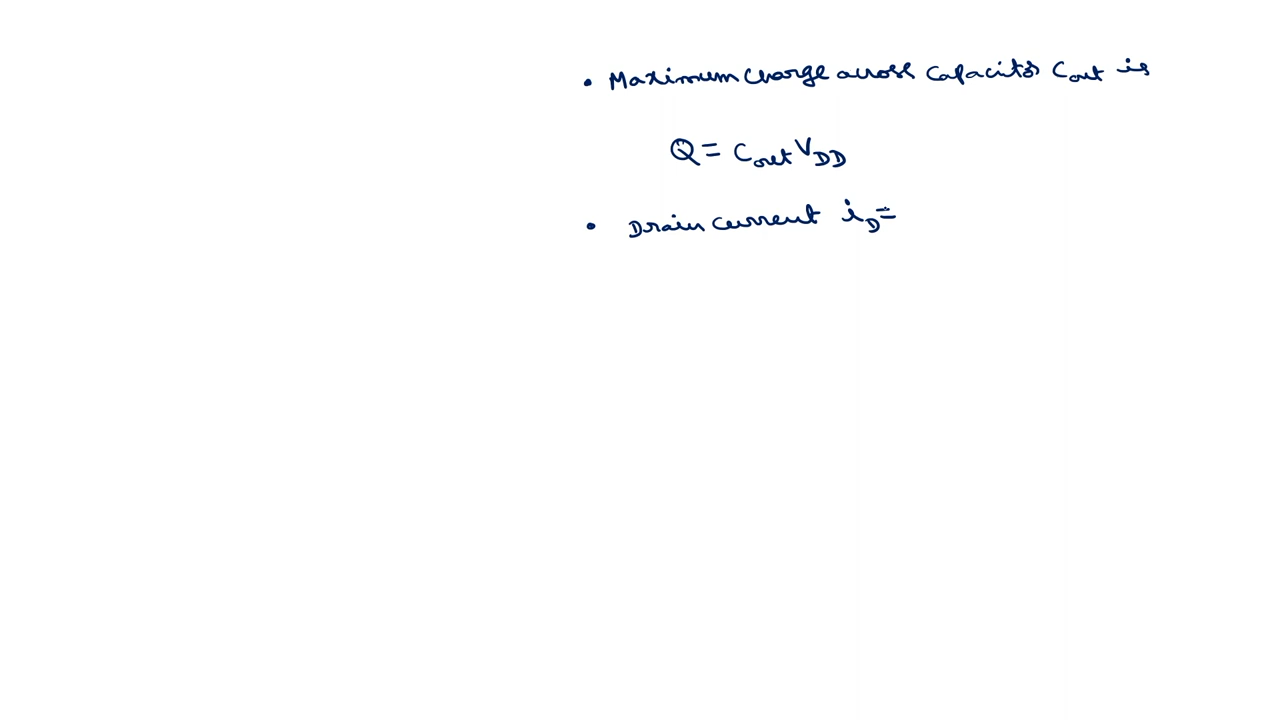 • Maximum charge across capacitor Cout is
Q = Cout VDD
• Drain current iD =